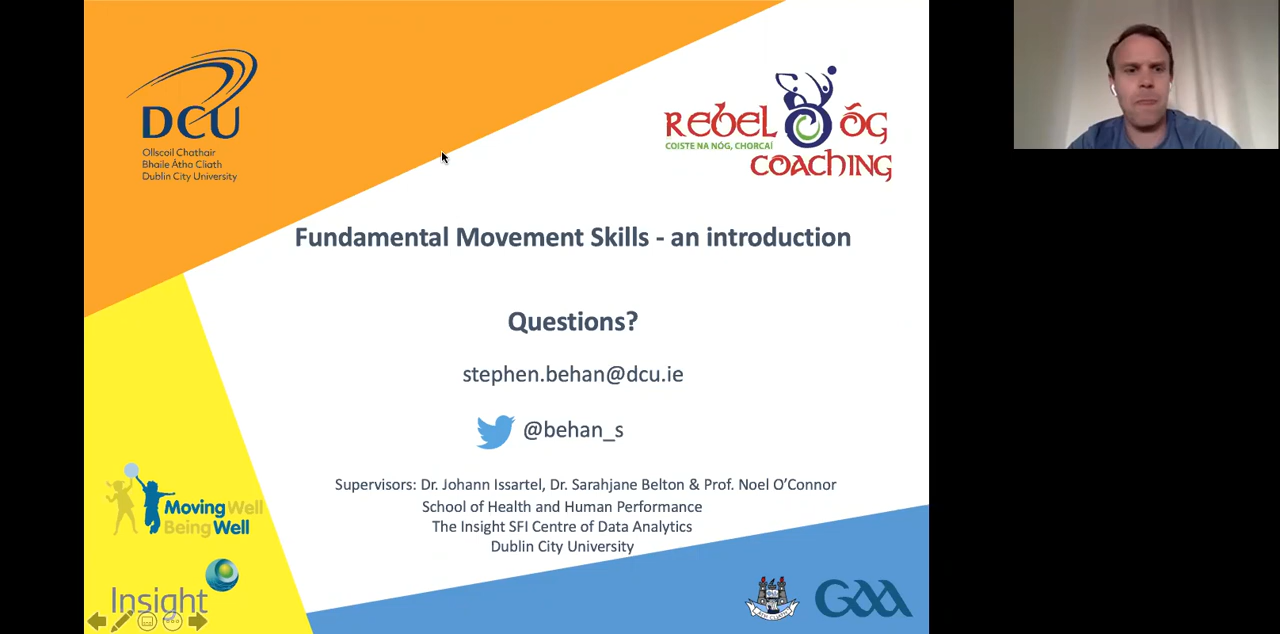 DCU
Ollscoil Chathair
Bhaile Átha Cliath
Dublin City University
REBEL ÓG
COISTE NA NÓG, CHORCAÍ
COACHING
Fundamental Movement Skills - an introduction
Questions?
stephen.behan@dcu.ie
@behan_s
Supervisors: Dr. Johann Issartel, Dr. Sarahjane Belton & Prof. Noel O’Connor
School of Health and Human Performance
The Insight SFI Centre of Data Analytics
Dublin City University
Moving Well
Being Well
Insight
GAA